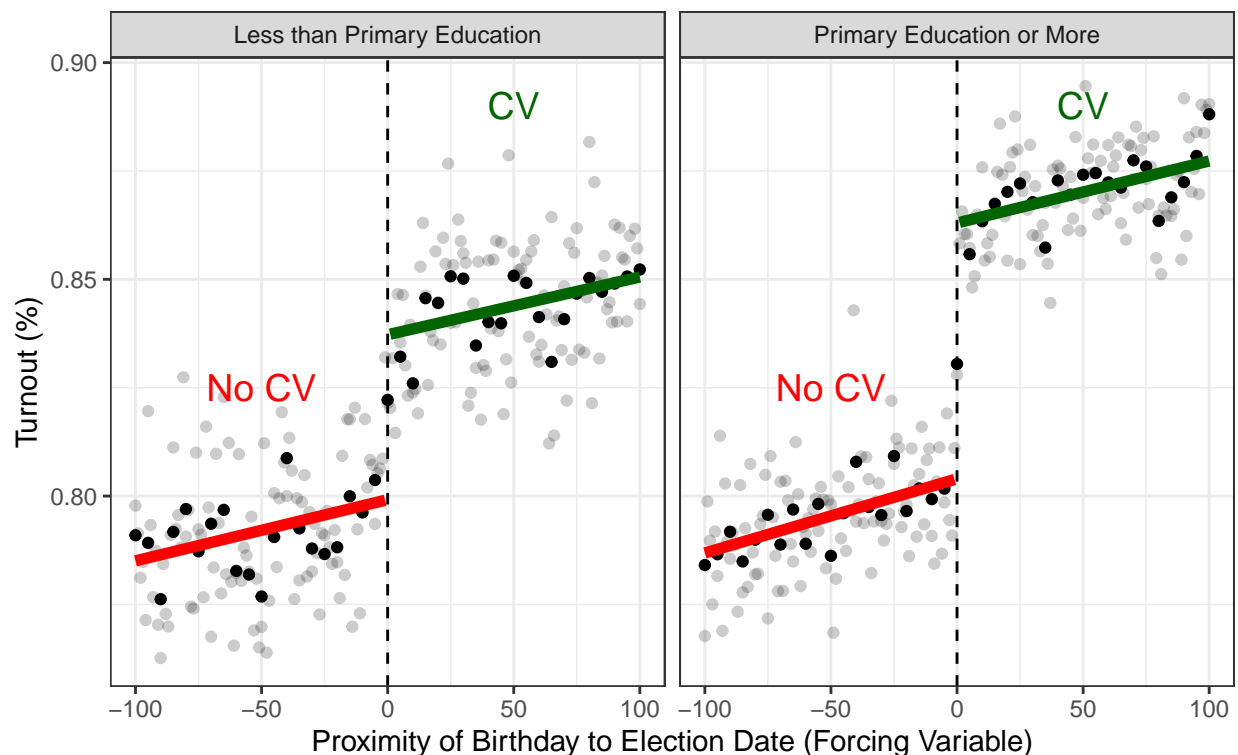 Less than Primary Education
Primary Education or More
0.90
0.85
0.80
Turnout (%)
CV
No CV
CV
No CV
−100
−50
0
50
100
−100
−50
0
50
100
Proximity of Birthday to Election Date (Forcing Variable)